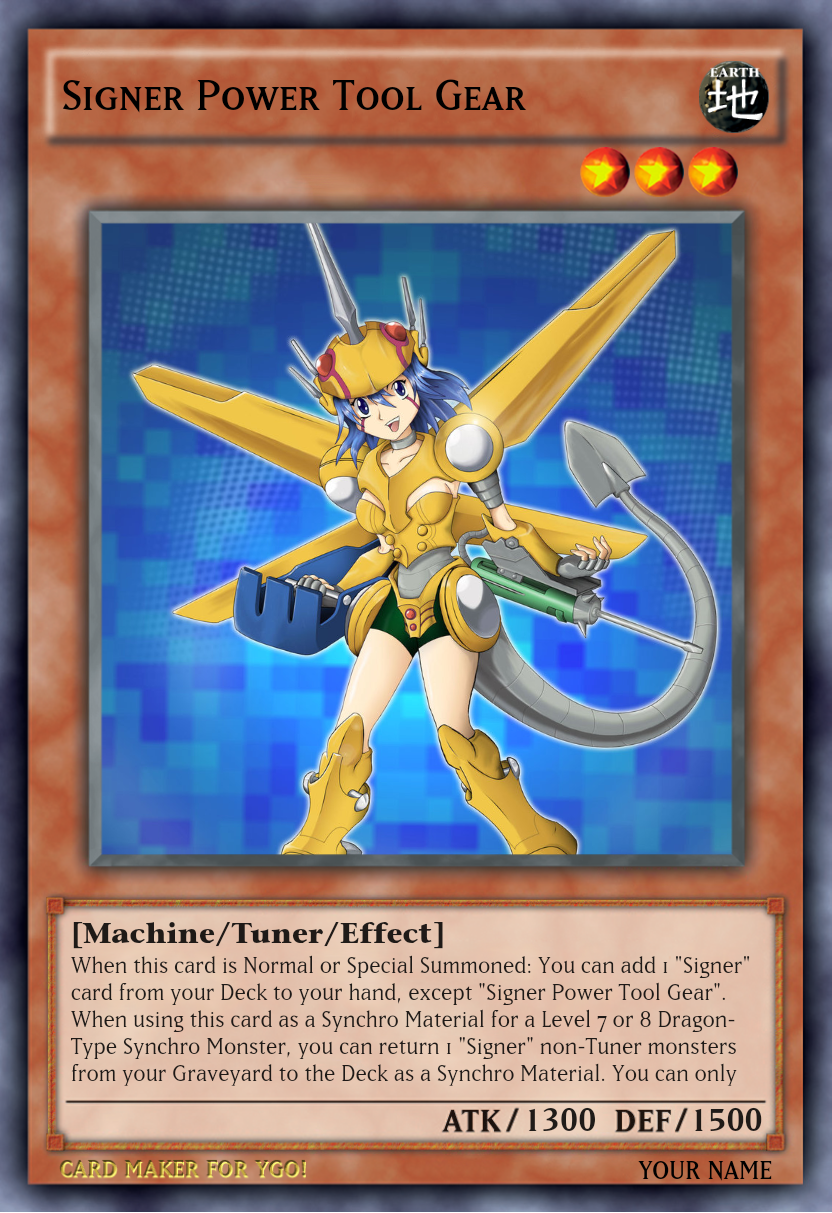 Signer Power Tool Gear
EARTH
地
[Machine/Tuner/Effect]
When this card is Normal or Special Summoned: You can add 1 "Signer"
card from your Deck to your hand, except "Signer Power Tool Gear".
When using this card as a Synchro Material for a Level 7 or 8 Dragon-
Type Synchro Monster, you can return 1 "Signer" non-Tuner monsters
from your Graveyard to the Deck as a Synchro Material. You can only
ATK/1300 DEF/1500
CARD MAKER FOR YGO!
YOUR NAME